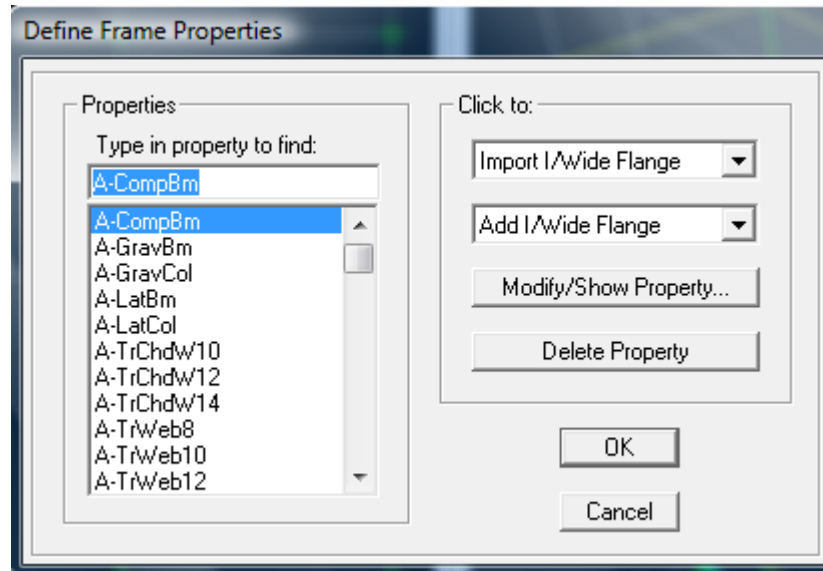 Define Frame Properties
Properties
Type in property to find:
A-CompBm
A-CompBm
A-GravBm
A-GravCol
A-LatBm
A-LatCol
A-TrChdW10
A-TrChdW12
A-TrChdW14
A-TrWeb8
A-TrWeb10
A-TrWeb12
Click to:
Import I/Wide Flange
Add I/Wide Flange
Modify/Show Property...
Delete Property
OK
Cancel